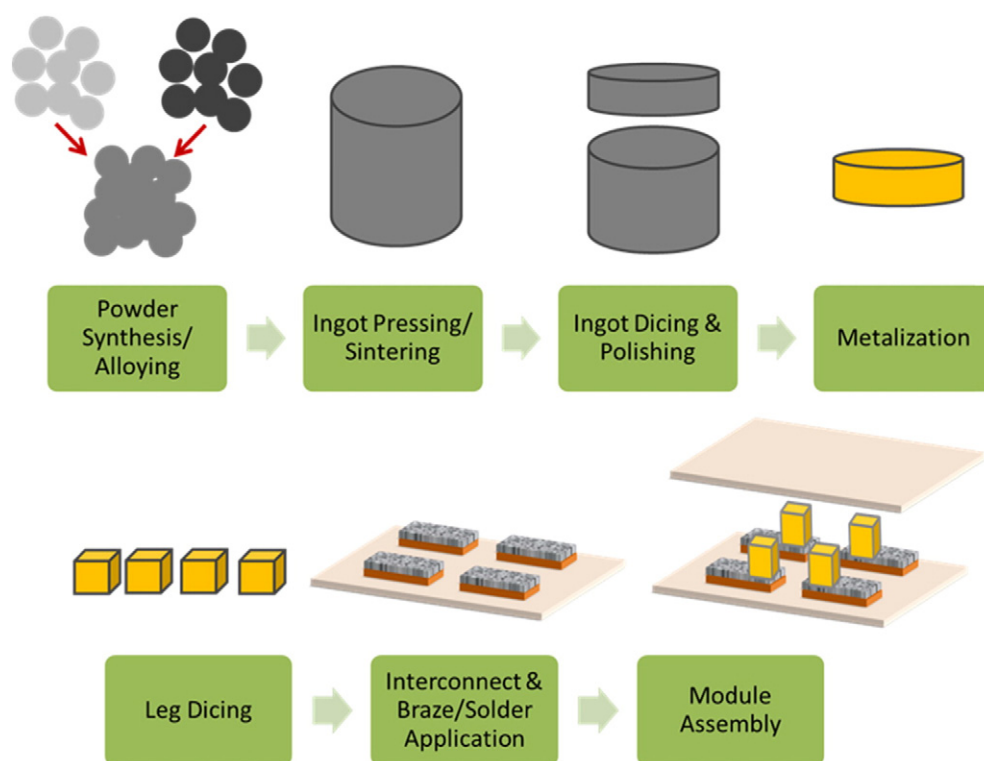 Powder
Synthesis/
Alloying
Ingot Pressing/
Sintering
Ingot Dicing &
Polishing
Metalization
Leg Dicing
Interconnect &
Braze/Solder
Application
Module
Assembly